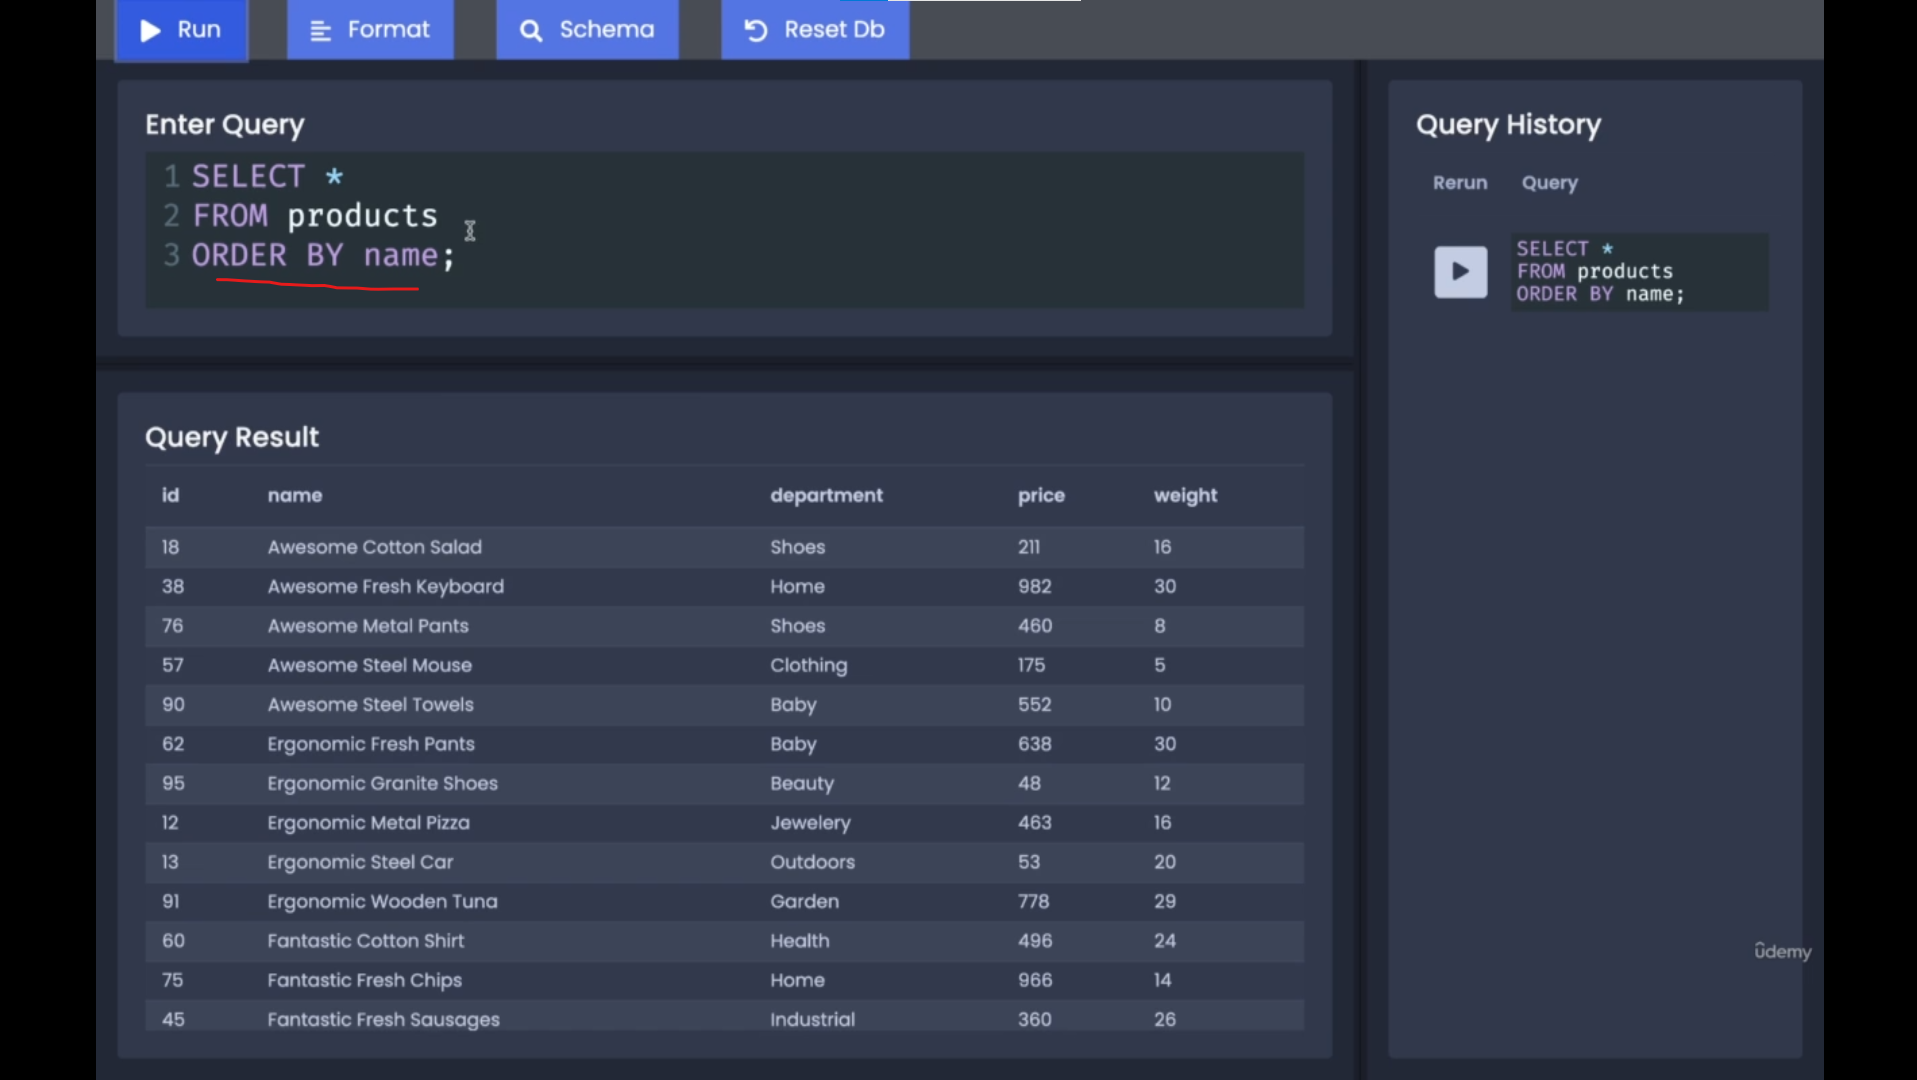 Run Format Schema Reset Db
Enter Query
1 SELECT *
2 FROM products
3 ORDER BY name;
Query History
Rerun Query
SELECT *
FROM products
ORDER BY name;
Query Result
id name department price weight
18 Awesome Cotton Salad Shoes 211 16
38 Awesome Fresh Keyboard Home 982 30
76 Awesome Metal Pants Shoes 460 8
57 Awesome Steel Mouse Clothing 175 5
90 Awesome Steel Towels Baby 552 10
62 Ergonomic Fresh Pants Baby 638 30
95 Ergonomic Granite Shoes Beauty 48 12
12 Ergonomic Metal Pizza Jewelery 463 16
13 Ergonomic Steel Car Outdoors 53 20
91 Ergonomic Wooden Tuna Garden 778 29
60 Fantastic Cotton Shirt Health 496 24
75 Fantastic Fresh Chips Home 966 14
45 Fantastic Fresh Sausages Industrial 360 26
ûdemy